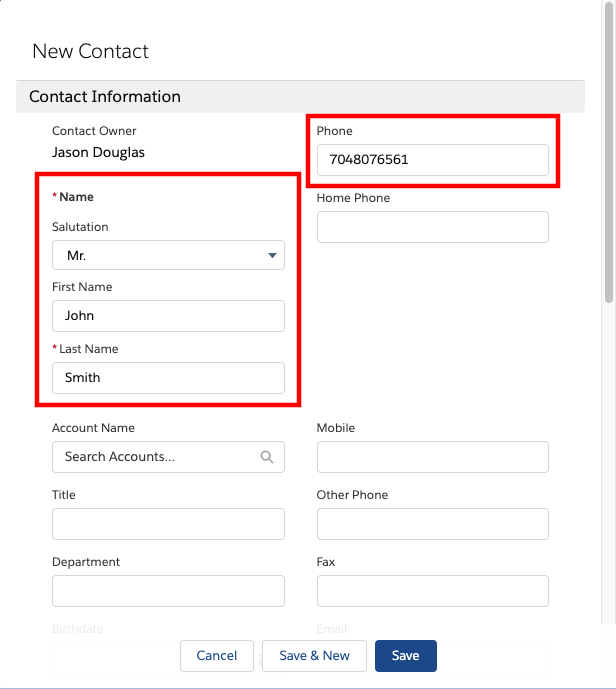 New Contact
Contact Information
Contact Owner
Jason Douglas
Phone
7048076561
* Name
Salutation
Mr.
First Name
John
* Last Name
Smith
Home Phone
Account Name
Search Accounts...
Mobile
Title
Other Phone
Department
Fax
Birthdate
Email
Cancel
Save & New
Save